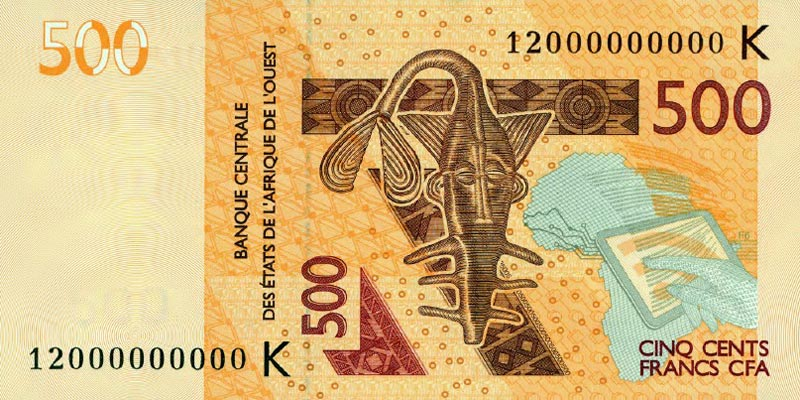 500
12000000000 K
500
BANQUE CENTRALE
DES ÉTATS DE L'AFRIQUE DE L'OUEST
500
12000000000 K
CINQ CENTS
FRANCS CFA